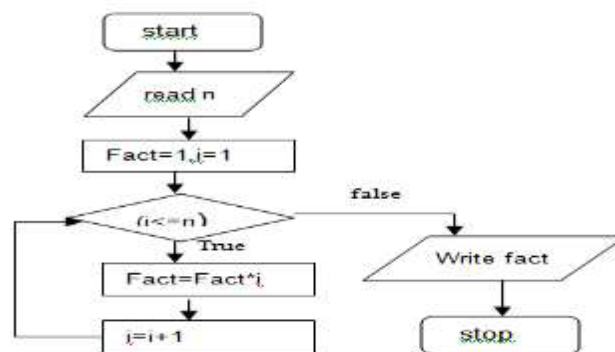 start
read n
Fact=1,i=1
false
(i<=n)
True
Fact=Fact*i
Write fact
i=i+1
stop